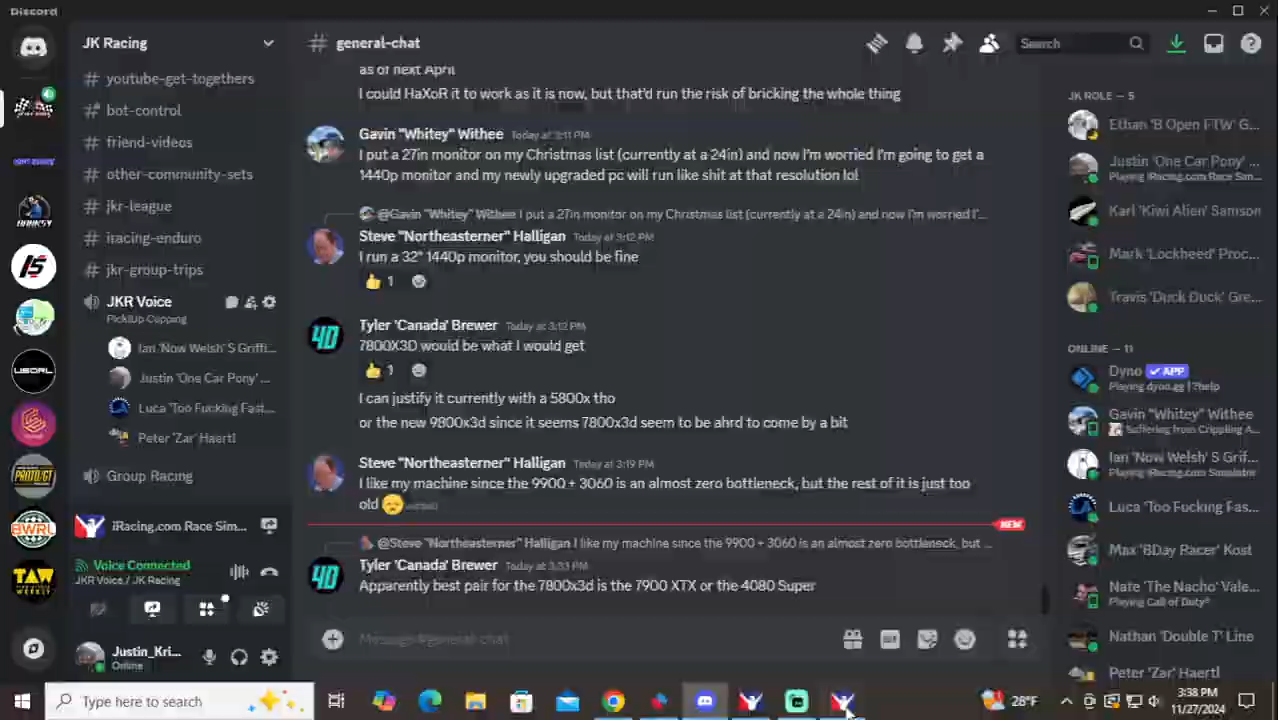 Discord
JK Racing
# youtube-get-togethers
# bot-control
# friend-videos
# other-community-sets
# jkr-league
# iracing-enduro
# jkr-group-trips
JKR Voice
PickUp Cupping
Ian 'Now Welsh' S Griffi...
Justin 'One Car Pony' ...
Luca 'Too Fucking Fast...
Peter 'Zar' Haertl
Group Racing
iRacing.com Race Sim...
Voice Connected
JKR Voice / JK Racing
Justin_Kri...
Online
# general-chat
Search
as of next April
I could HaXoR it to work as it is now, but that'd run the risk of bricking the whole thing
Gavin "Whitey" Withee Today at 3:11 PM
I put a 27in monitor on my Christmas list (currently at a 24in) and now I'm worried I'm going to get a
1440p monitor and my newly upgraded pc will run like shit at that resolution lol
@Gavin "Whitey" Withee I put a 27in monitor on my Christmas list (currently at a 24in) and now I'm worried I'...
Steve "Northeasterner" Halligan Today at 3:12 PM
I run a 32" 1440p monitor, you should be fine
1
Tyler 'Canada' Brewer Today at 3:12 PM
7800X3D would be what I would get
1
I can justify it currently with a 5800x tho
or the new 9800x3d since it seems 7800x3d seem to be ahrd to come by a bit
Steve "Northeasterner" Halligan Today at 3:19 PM
I like my machine since the 9900 + 3060 is an almost zero bottleneck, but the rest of it is just too
old (edited)
NEW
@Steve "Northeasterner" Halligan I like my machine since the 9900 + 3060 is an almost zero bottleneck, but ...
Tyler 'Canada' Brewer Today at 3:33 PM
Apparently best pair for the 7800x3d is the 7900 XTX or the 4080 Super
Message #general-chat
JK ROLE — 5
Ethan 'B Open FTW' G...
Justin 'One Car Pony' ...
Playing iRacing.com Race Sim...
Karl 'Kiwi Alien' Samson
Mark 'Lockheed' Proc...
Travis 'Duck Duck' Gre...
ONLINE — 11
Dyno APP
Playing dyno.gg | ?help
Gavin "Whitey" Withee
Suffering from Crippling A...
Ian 'Now Welsh' S Grif...
Playing iRacing.com Simulator
Luca 'Too Fucking Fas...
Max 'BDay Racer' Kost
Nate 'The Nacho' Vale...
Playing Call of Duty®
Nathan 'Double T' Line
Peter 'Zar' Haertl
40
40
USORL
PROTO/GT
BWRL
TAW
WEEKLY
Type here to search
28°F
3:38 PM
11/27/2024